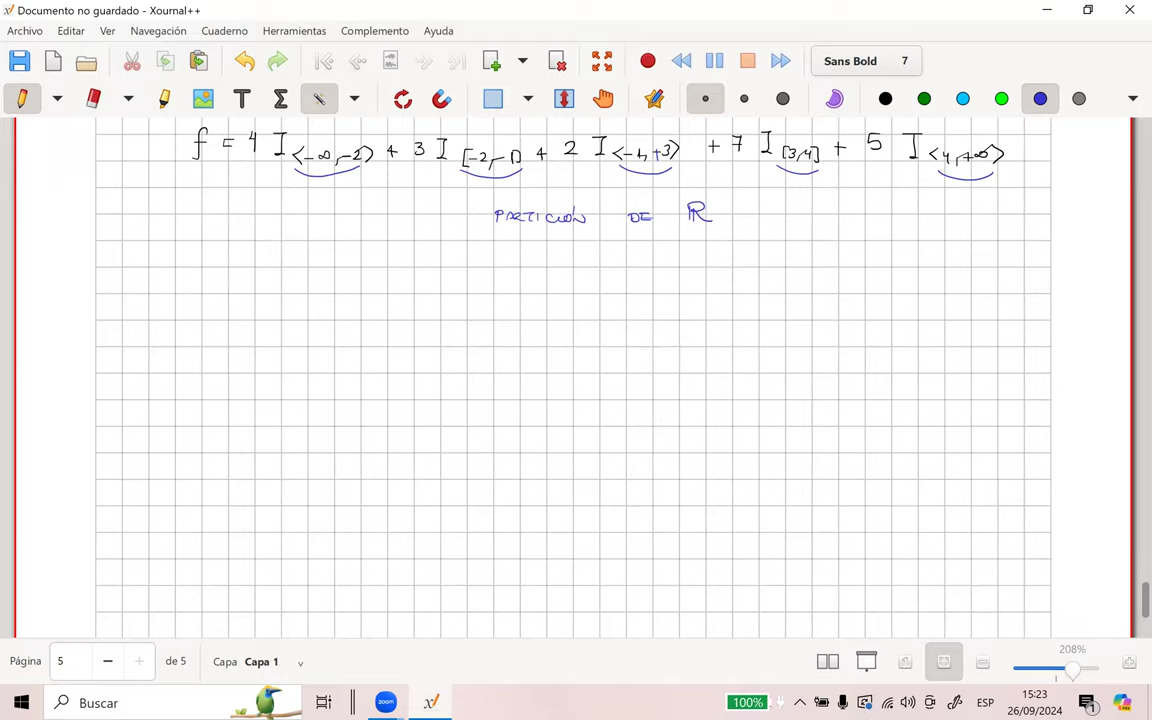 Documento no guardado - Xournal++
Archivo Editar Ver Navegación Cuaderno Herramientas Complemento Ayuda
Sans Bold 7
f = 4 I<-∞,-2> + 3 I[-2,-1] + 2 I<-1,+3> + 7 I[3,4] + 5 I<4,+∞>
PARTICIÓN DE ℝ
Página 5 de 5 Capa Capa 1 208%
Buscar zoom 100% ESP 15:23
26/09/2024 1